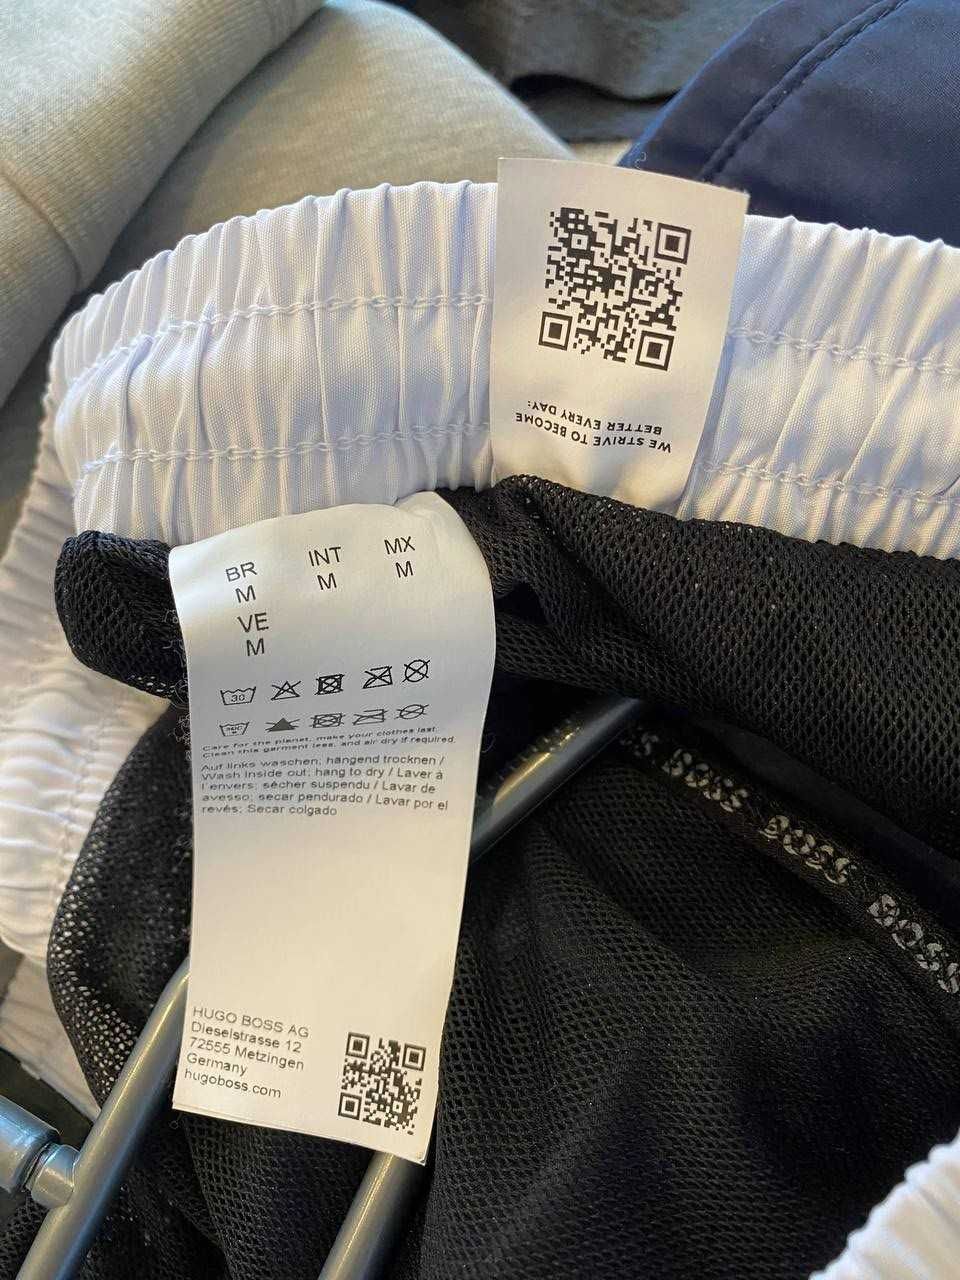 WE STRIVE TO BECOME
BETTER EVERY DAY:
BR INT MX
M M M
VE
M
30
30C
Care for the planet, make your clothes last.
Clean this garment less, and air dry if required.
Auf links waschen; hängend trocknen /
Wash inside out; hang to dry / Laver à
l'envers; sécher suspendu / Lavar de
avesso; secar pendurado / Lavar por el
revés; Secar colgado
HUGO BOSS AG
Dieselstrasse 12
72555 Metzingen
Germany
hugoboss.com
BOSS
BOSS
BOSS